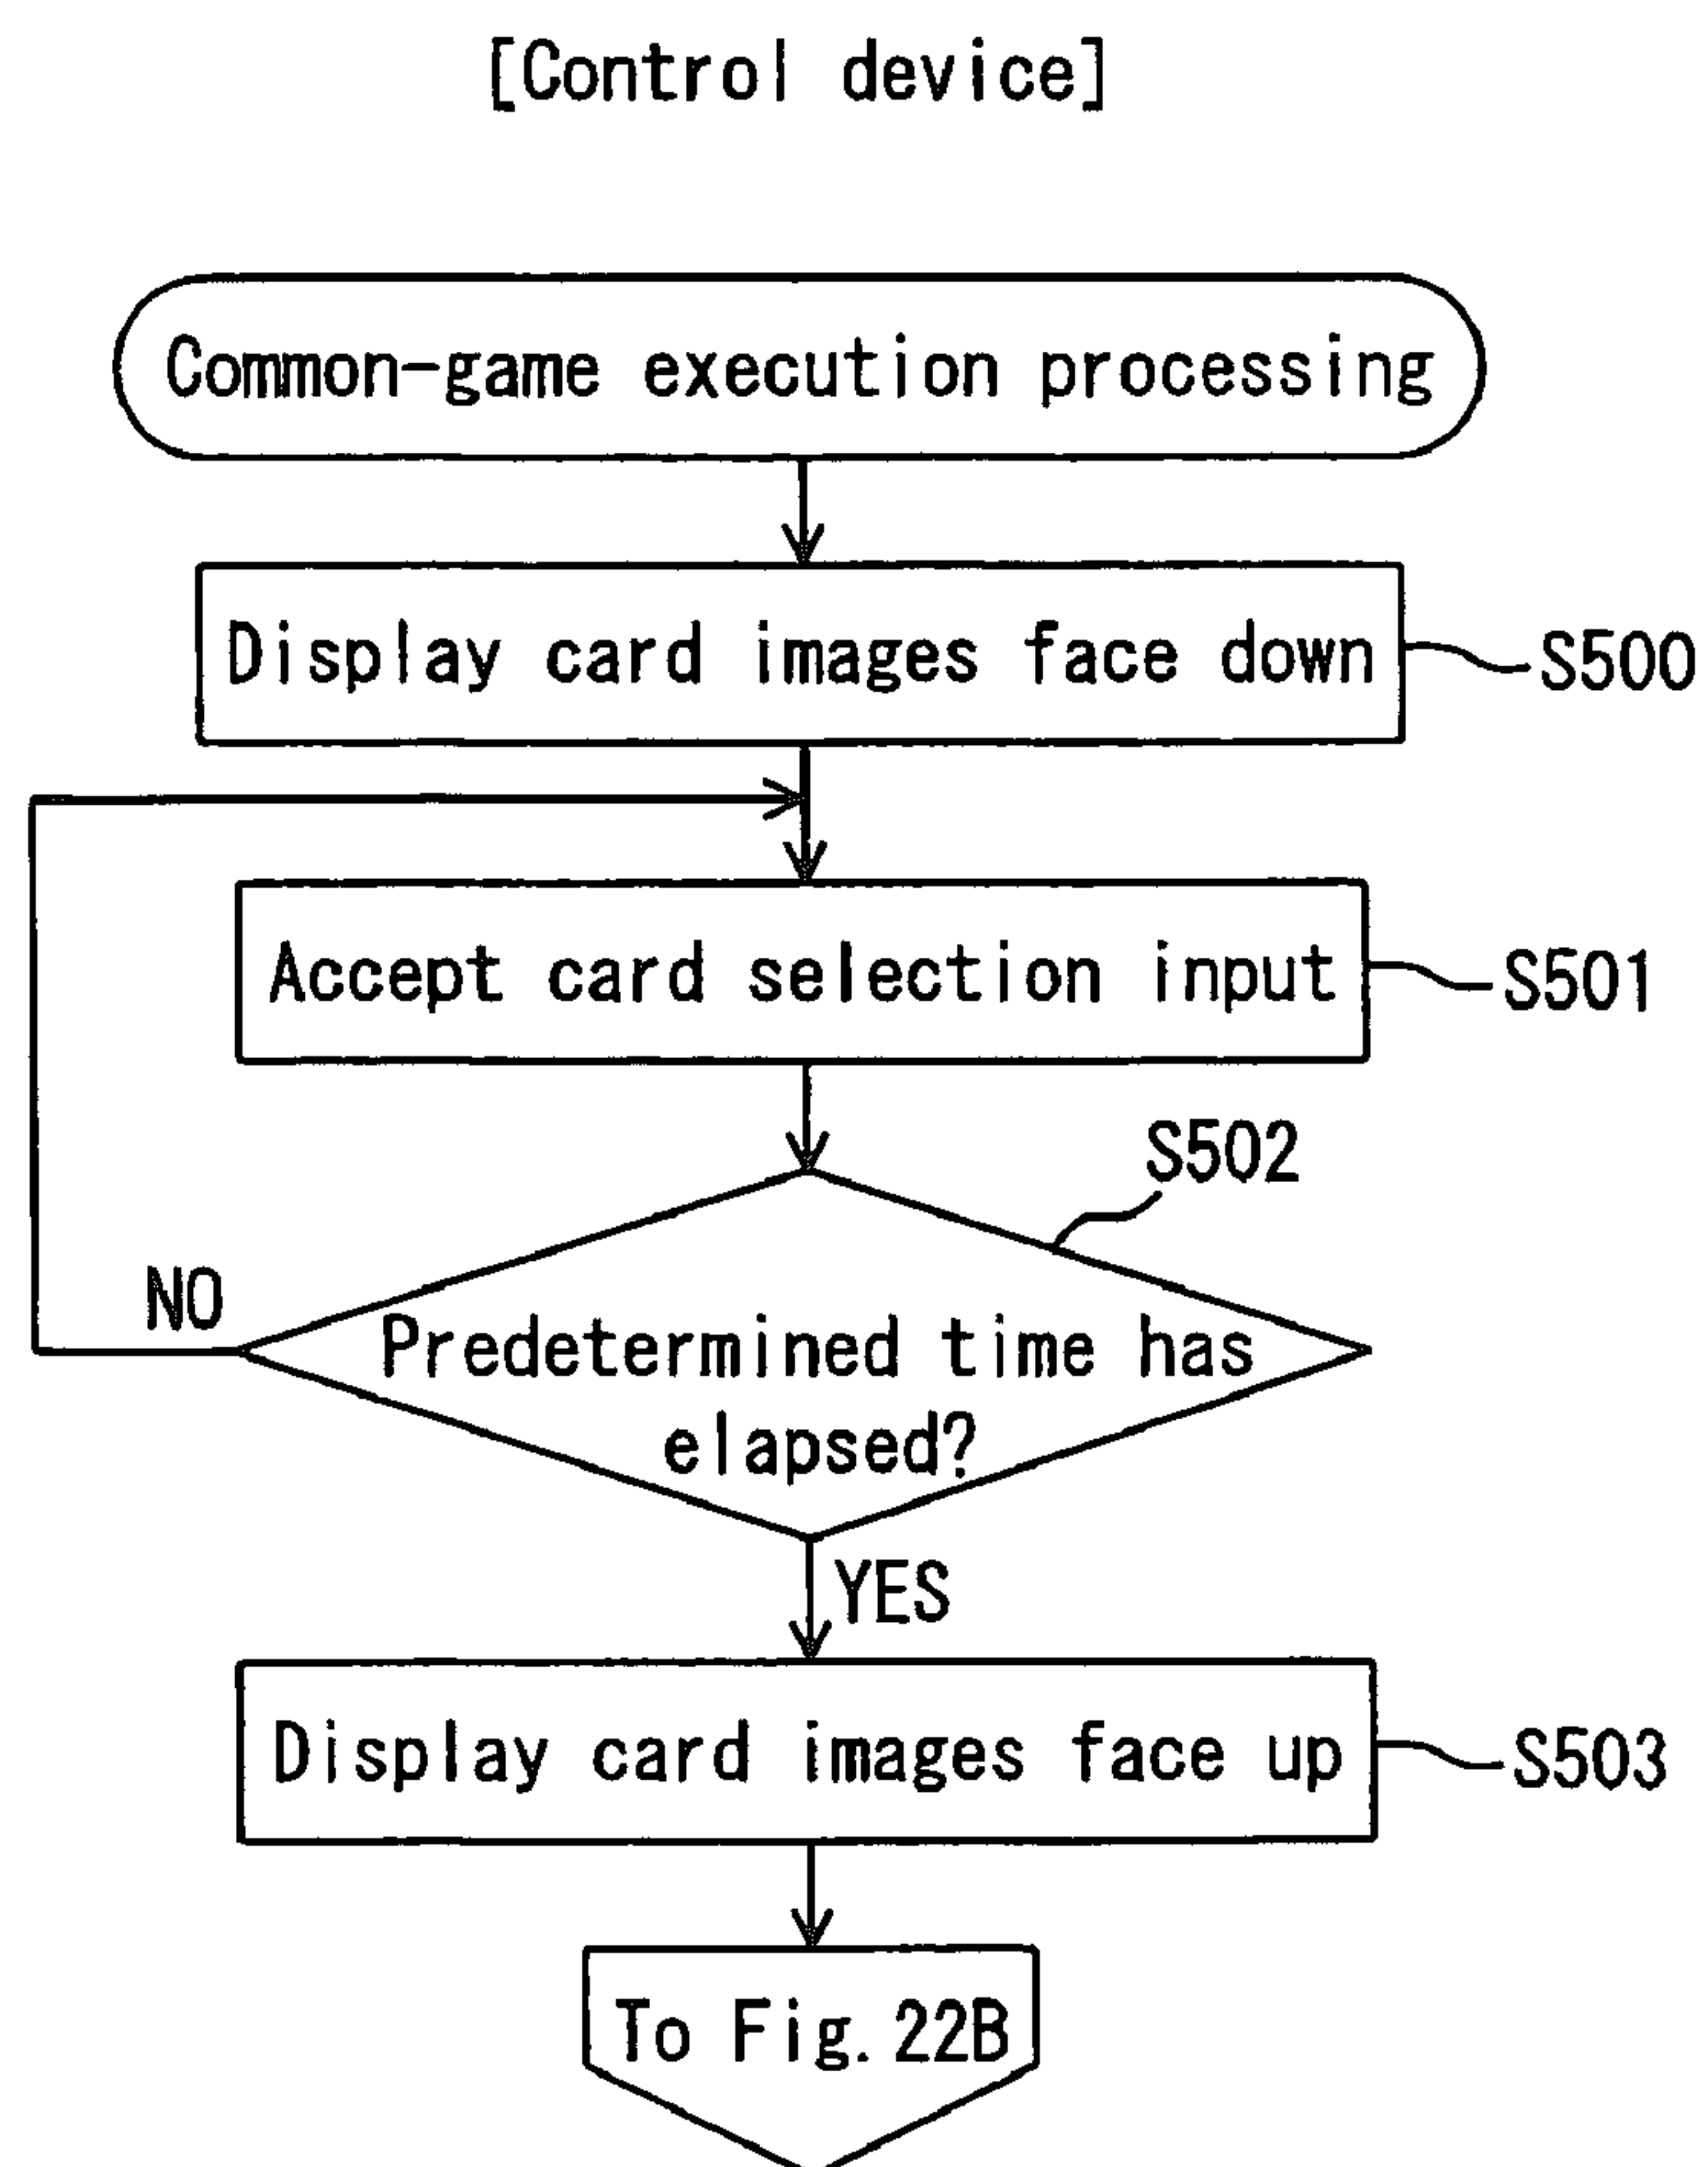 [Control device]
Common-game execution processing
Display card images face down
S500
Accept card selection input
S501
S502
NO
Predetermined time has
elapsed?
YES
Display card images face up
S503
To Fig. 22B